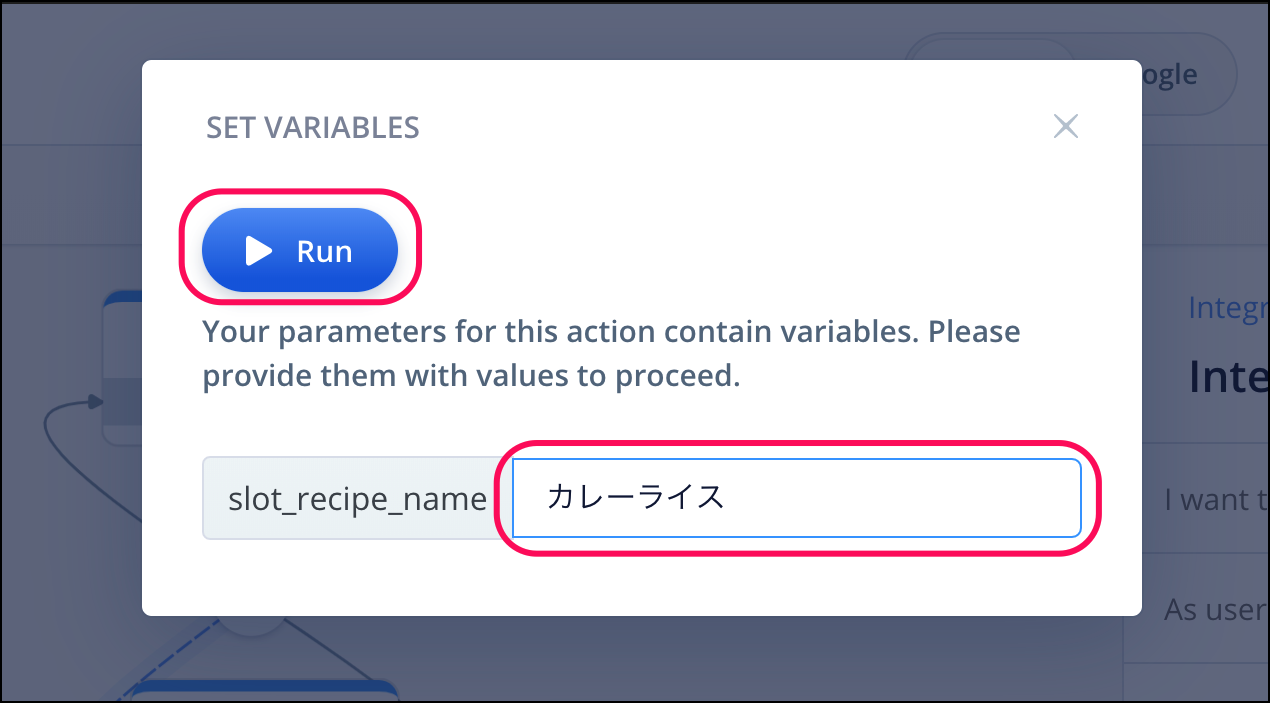 ogle
SET VARIABLES
Run
Your parameters for this action contain variables. Please
provide them with values to proceed.
slot_recipe_name
カレーライス
Integr
Inte
I want t
As user